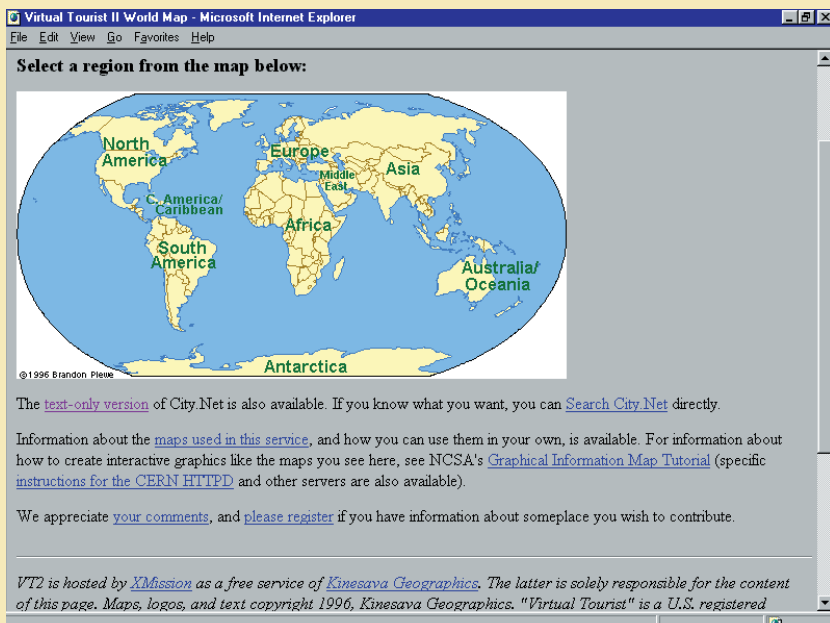 Virtual Tourist II World Map - Microsoft Internet Explorer
File Edit View Go Favorites Help
Select a region from the map below:
North
America
Europe
Asia
Middle
East
C. America/
Caribbean
Africa
South
America
Australia/
Oceania
Antarctica
©1996 Brandon Plewe
The text-only version of City.Net is also available. If you know what you want, you can Search City.Net directly.
Information about the maps used in this service, and how you can use them in your own, is available. For information about
how to create interactive graphics like the maps you see here, see NCSA's Graphical Information Map Tutorial (specific
instructions for the CERN HTTPD and other servers are also available).
We appreciate your comments, and please register if you have information about someplace you wish to contribute.
VT2 is hosted by XMission as a free service of Kinesava Geographics. The latter is solely responsible for the content
of this page. Maps, logos, and text copyright 1996, Kinesava Geographics. "Virtual Tourist" is a U.S. registered